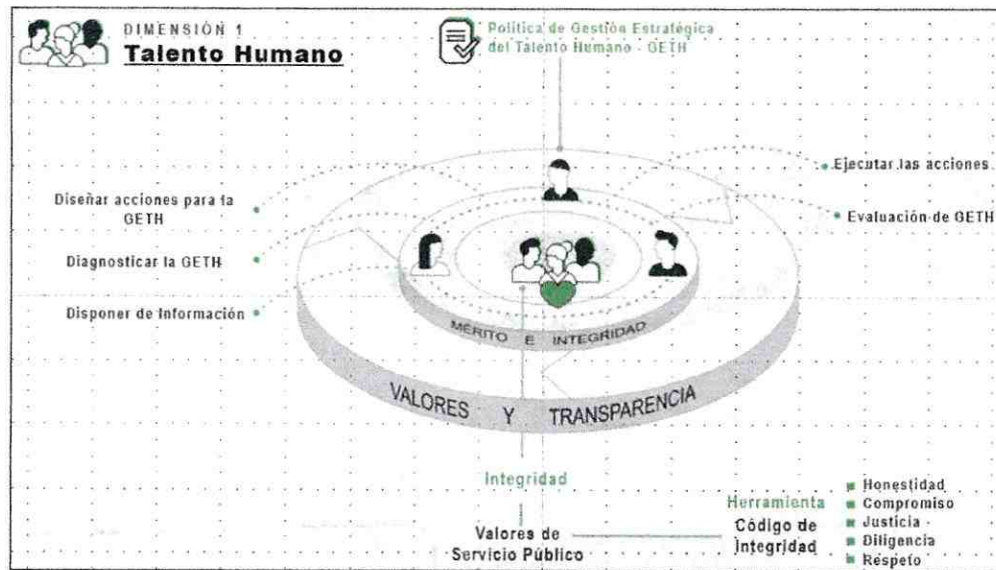 DIMENSIÓN 1
Talento Humano
Política de Gestión Estratégica
del Talento Humano - GETH
Ejecutar las acciones
Diseñar acciones para la
GETH
Evaluación de GETH
Diagnosticar la GETH
Disponer de Información
MÉRITO E INTEGRIDAD
VALORES Y TRANSPARENCIA
Integridad
Valores de
Servicio Público
Herramienta
Código de
Integridad
Honestidad
Compromiso
Justicia
Diligencia
Respeto